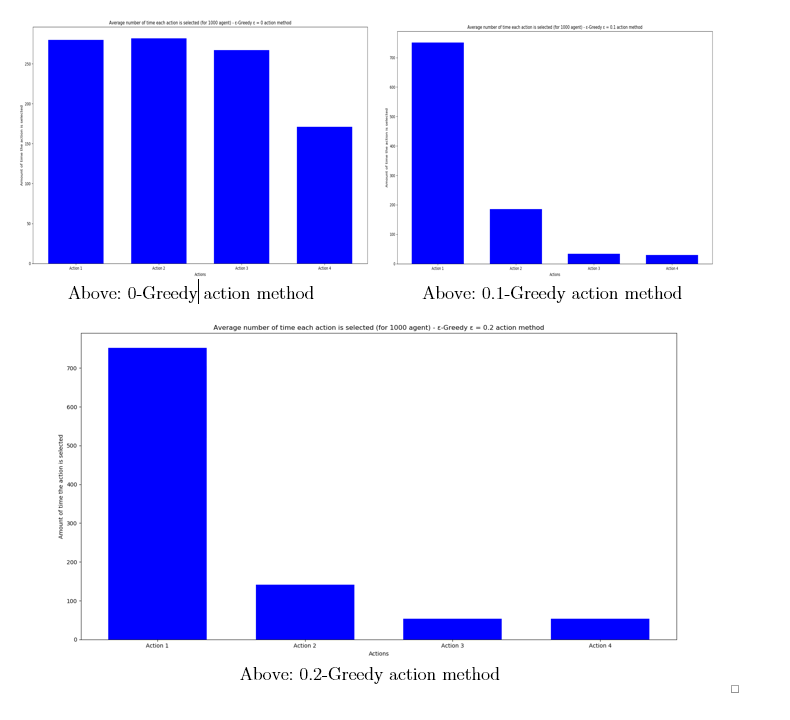 Average number of time each action is selected (for 1000 agent) - ε-Greedy ε = 0 action method
Amount of time the action is selected
250
200
150
100
50
0
Action 1 Action 2 Action 3 Action 4
Actions
Above: 0-Greedy action method
Average number of time each action is selected (for 1000 agent) - ε-Greedy ε = 0.1 action method
Amount of time the action is selected
700
600
500
400
300
200
100
0
Action 1 Action 2 Action 3 Action 4
Actions
Above: 0.1-Greedy action method
Average number of time each action is selected (for 1000 agent) - ε-Greedy ε = 0.2 action method
Amount of time the action is selected
700
600
500
400
300
200
100
0
Action 1 Action 2 Action 3 Action 4
Actions
Above: 0.2-Greedy action method